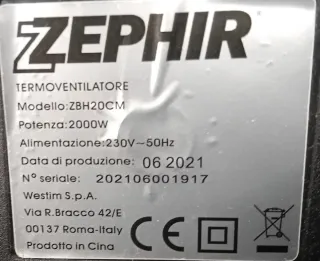 ZEPHIR
TERMOVENTILATORE
Modello:ZBH20CM
Potenza:2000W
Alimentazione:230V~50Hz
Data di produzione: 06 2021
N° seriale: 202106001917
Westim S.p.A.
Via R.Bracco 42/E
00137 Roma-Italy
Prodotto in Cina
CE